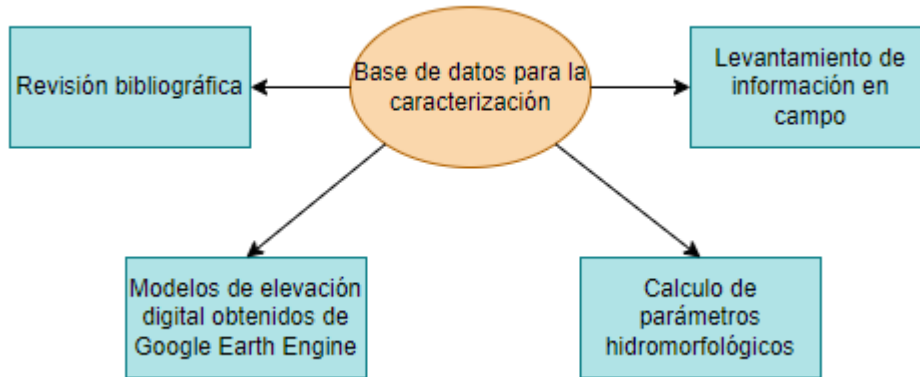 Revisión bibliográfica
Base de datos para la
caracterización
Levantamiento de
información en
campo
Modelos de elevación
digital obtenidos de
Google Earth Engine
Calculo de
parámetros
hidromorfológicos